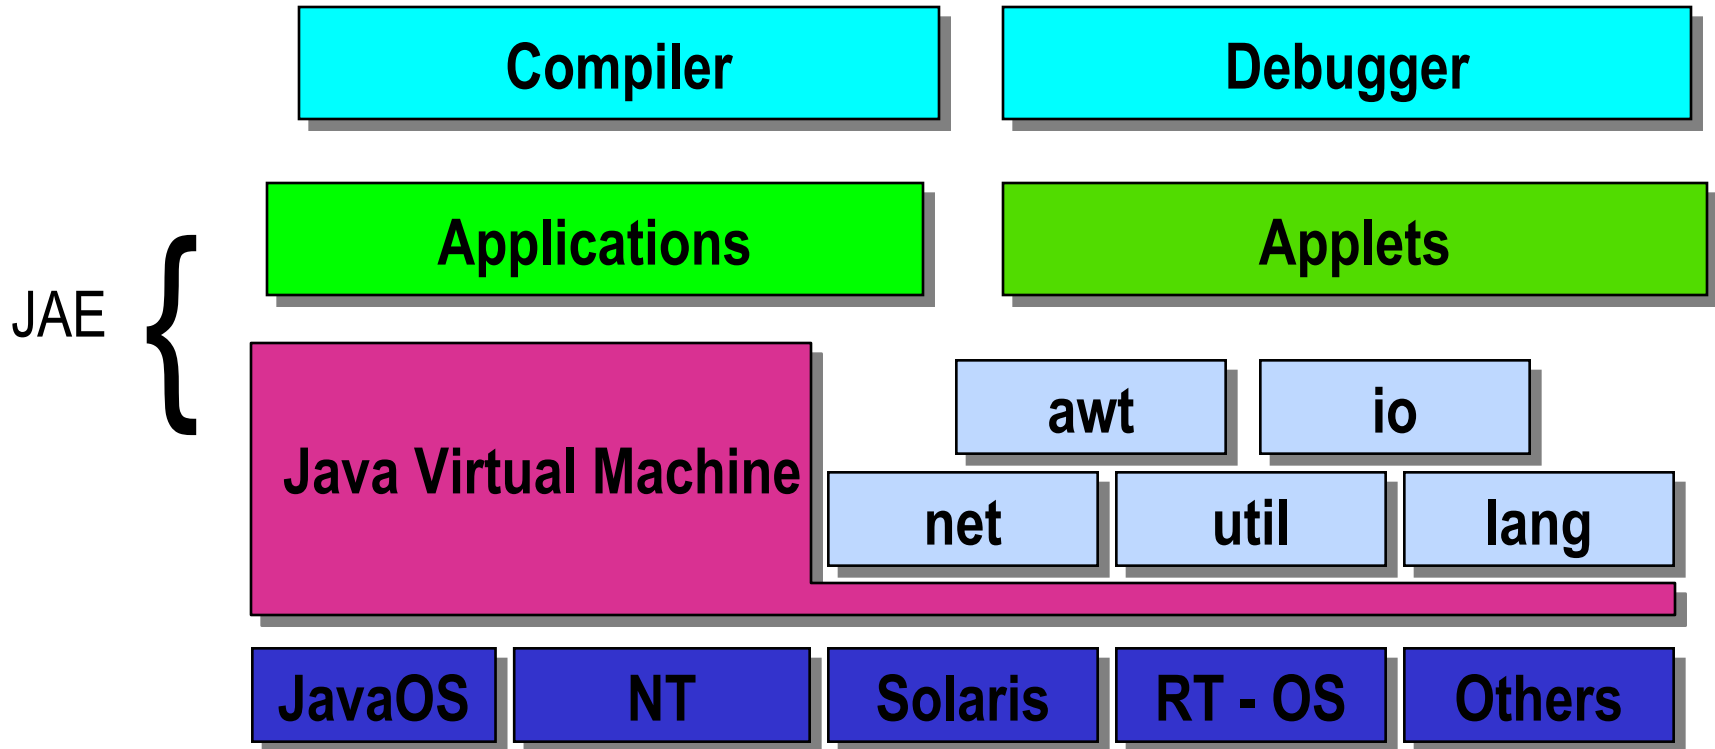 Compiler
Debugger
Applications
Applets
JAE
{
Java Virtual Machine
awt
io
net
util
lang
JavaOS
NT
Solaris
RT - OS
Others